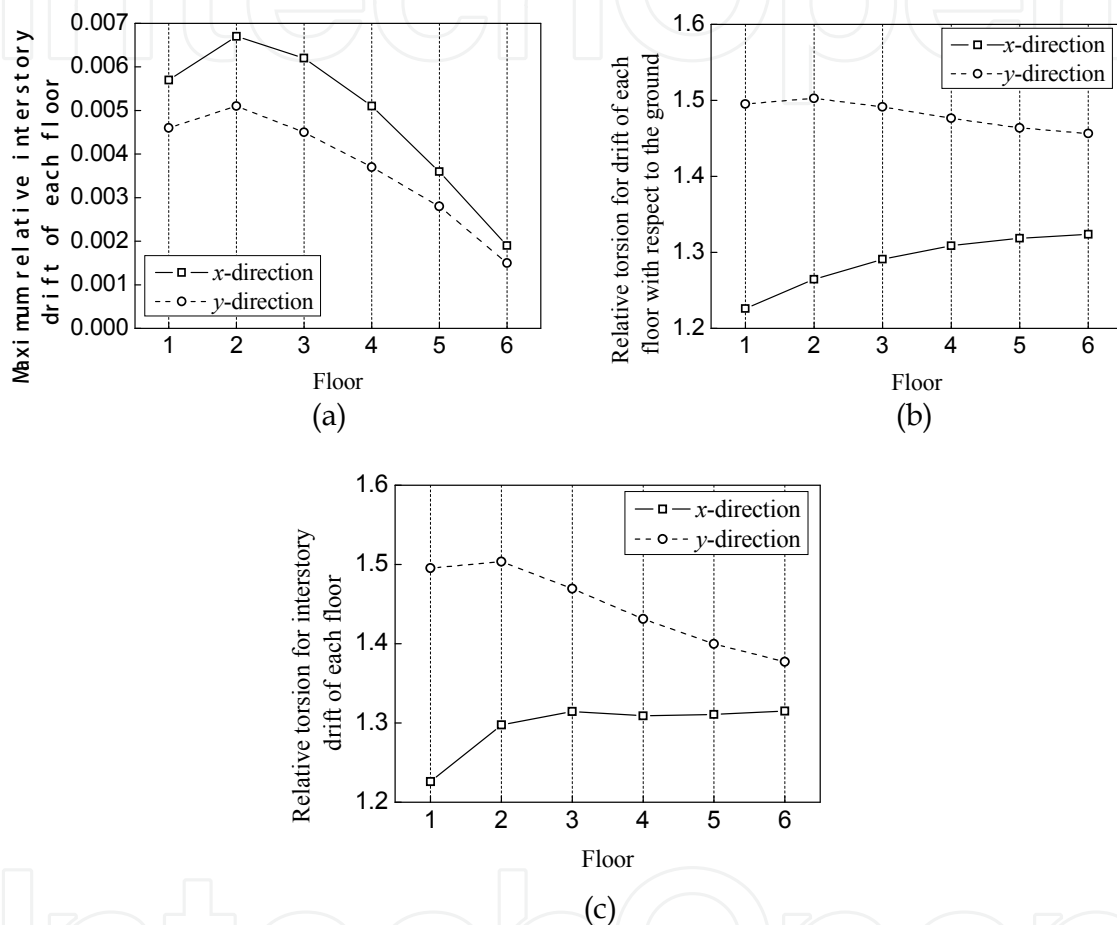 0.007
0.006
0.005
0.004
0.003
0.002
0.001
0.000
Maximum relative interstory
drift of each floor
x-direction
y-direction
1 2 3 4 5 6
Floor
(a)
1.6
1.5
1.4
1.3
1.2
Relative torsion for drift of each
floor with respect to the ground
x-direction
y-direction
1 2 3 4 5 6
Floor
(b)
1.6
1.5
1.4
1.3
1.2
Relative torsion for interstory
drift of each floor
x-direction
y-direction
1 2 3 4 5 6
Floor
(c)
IntechOpen